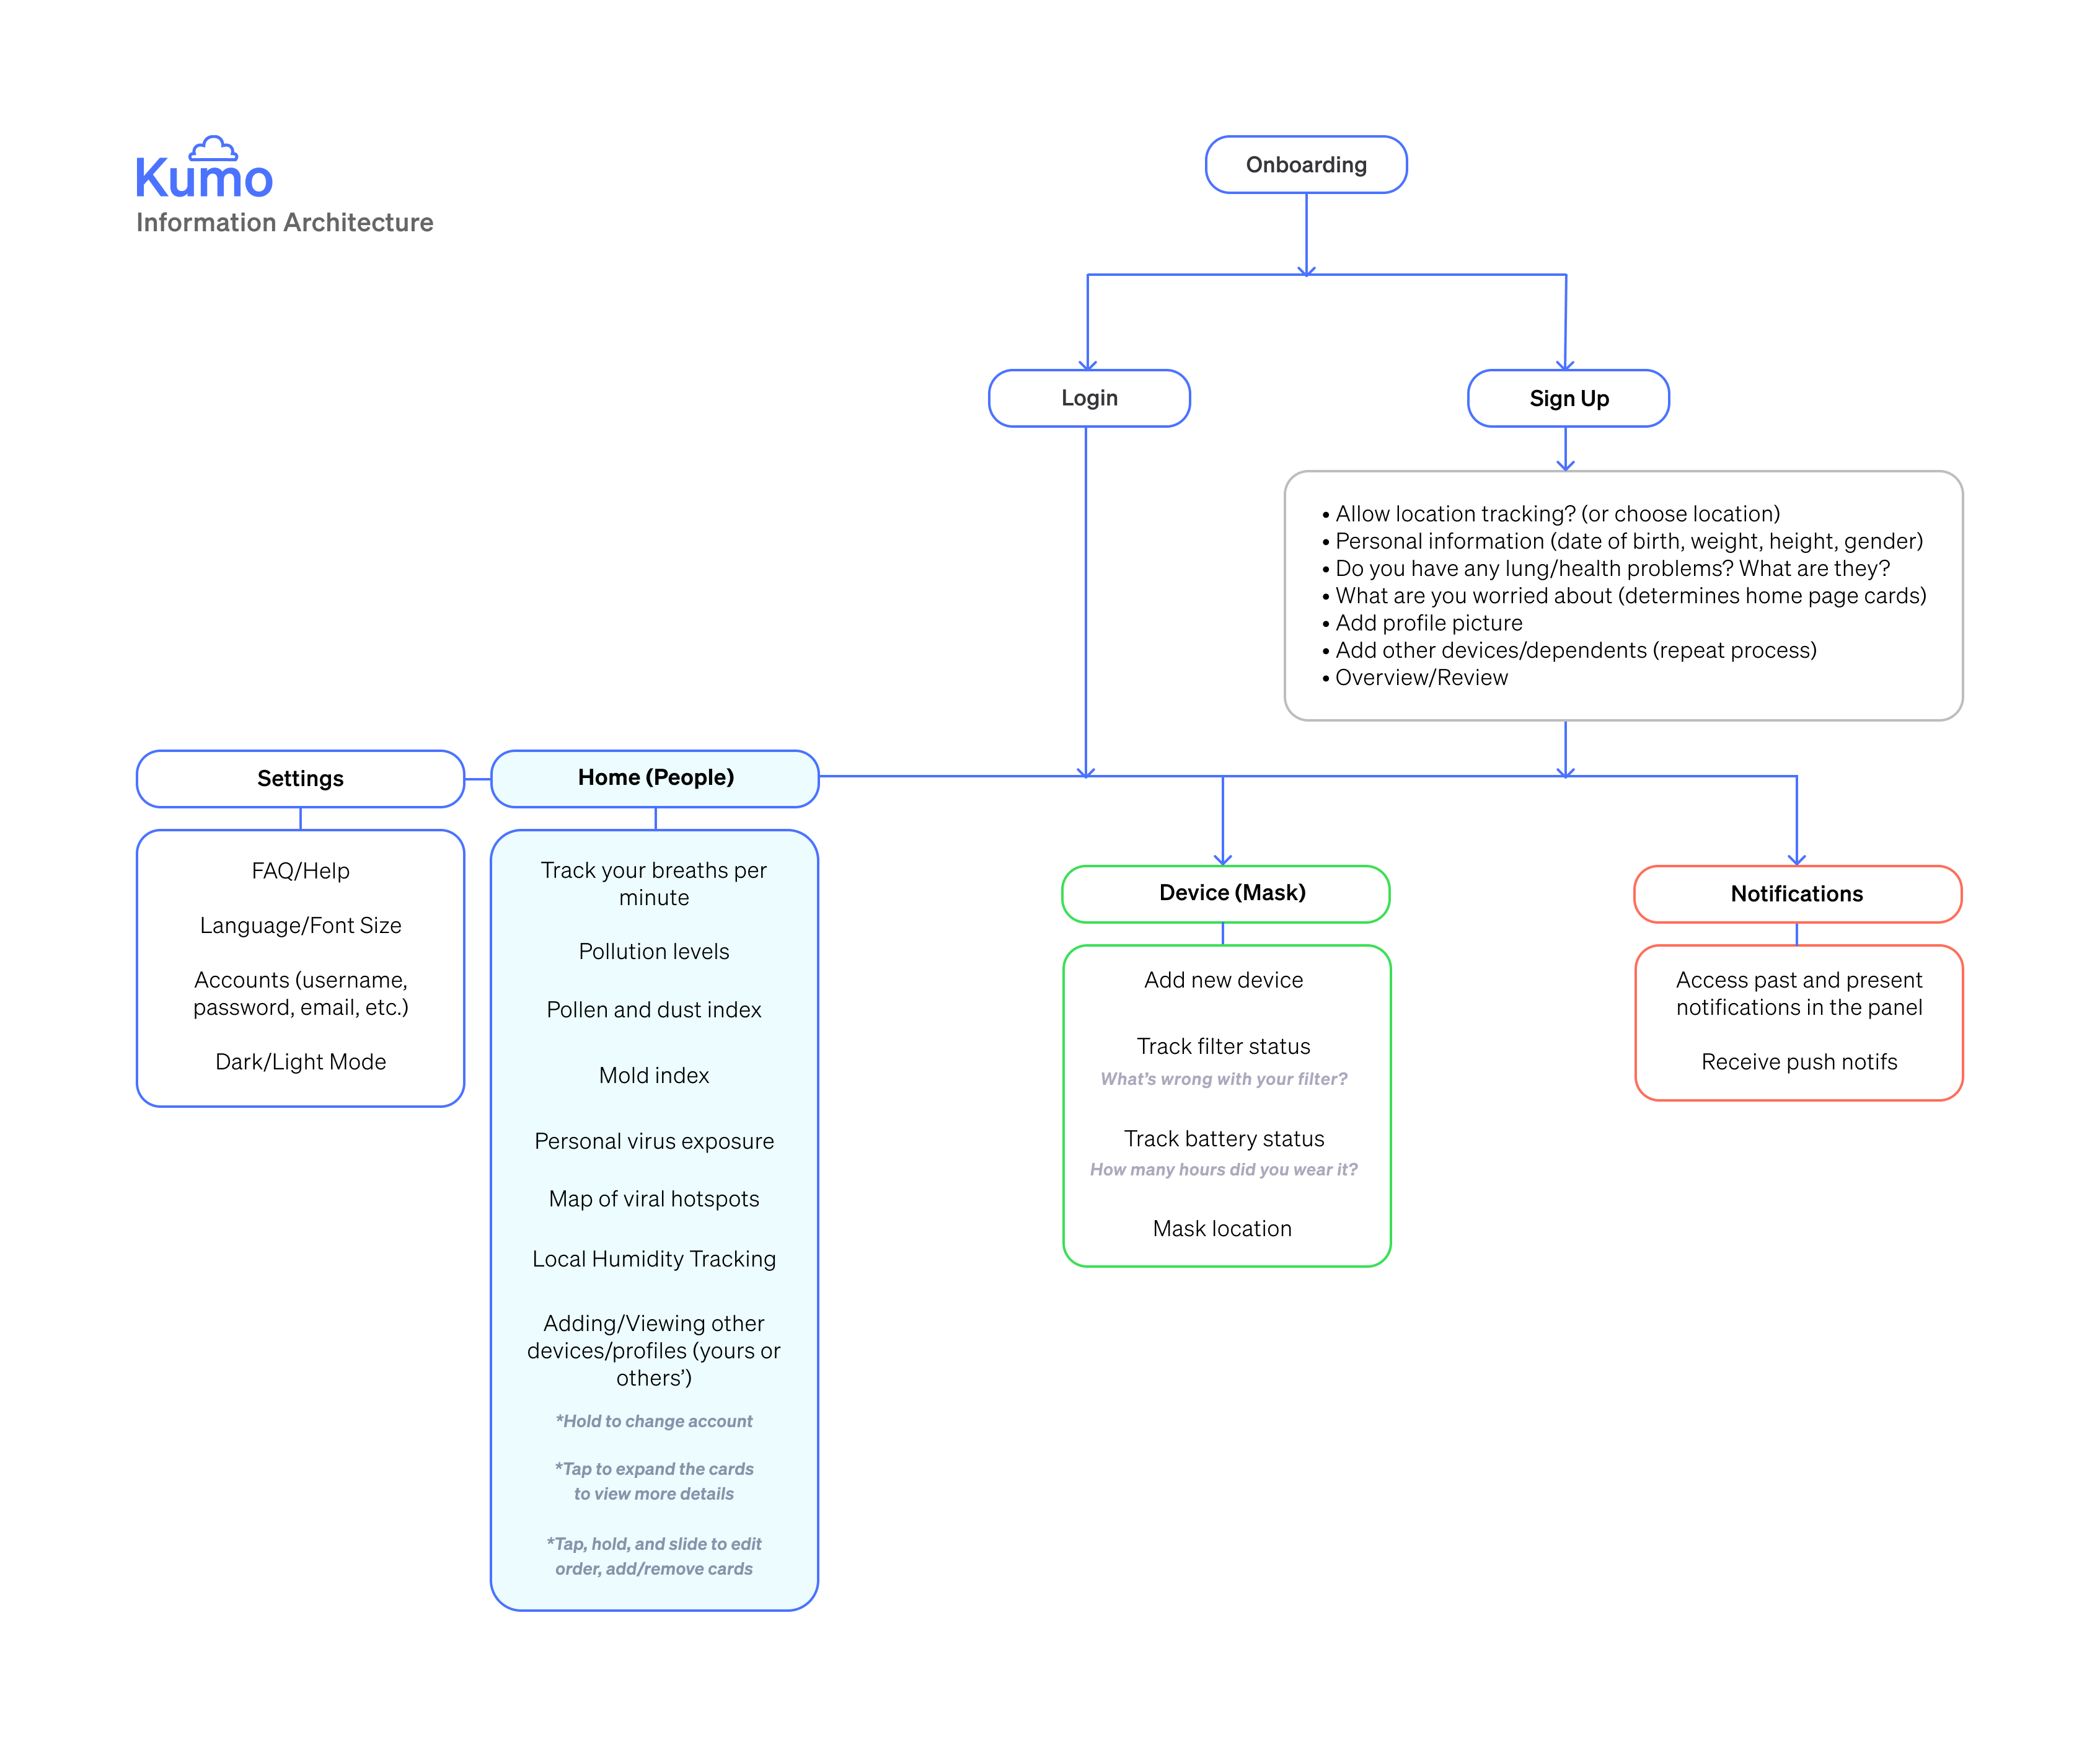 Kumo
Information Architecture
Onboarding
Login
Sign Up
• Allow location tracking? (or choose location)
• Personal information (date of birth, weight, height, gender)
• Do you have any lung/health problems? What are they?
• What are you worried about (determines home page cards)
• Add profile picture
• Add other devices/dependents (repeat process)
• Overview/Review
Settings
FAQ/Help
Language/Font Size
Accounts (username,
password, email, etc.)
Dark/Light Mode
Home (People)
Track your breaths per
minute
Pollution levels
Pollen and dust index
Mold index
Personal virus exposure
Map of viral hotspots
Local Humidity Tracking
Adding/Viewing other
devices/profiles (yours or
others’)
*Hold to change account
*Tap to expand the cards
to view more details
*Tap, hold, and slide to edit
order, add/remove cards
Device (Mask)
Add new device
Track filter status
What’s wrong with your filter?
Track battery status
How many hours did you wear it?
Mask location
Notifications
Access past and present
notifications in the panel
Receive push notifs